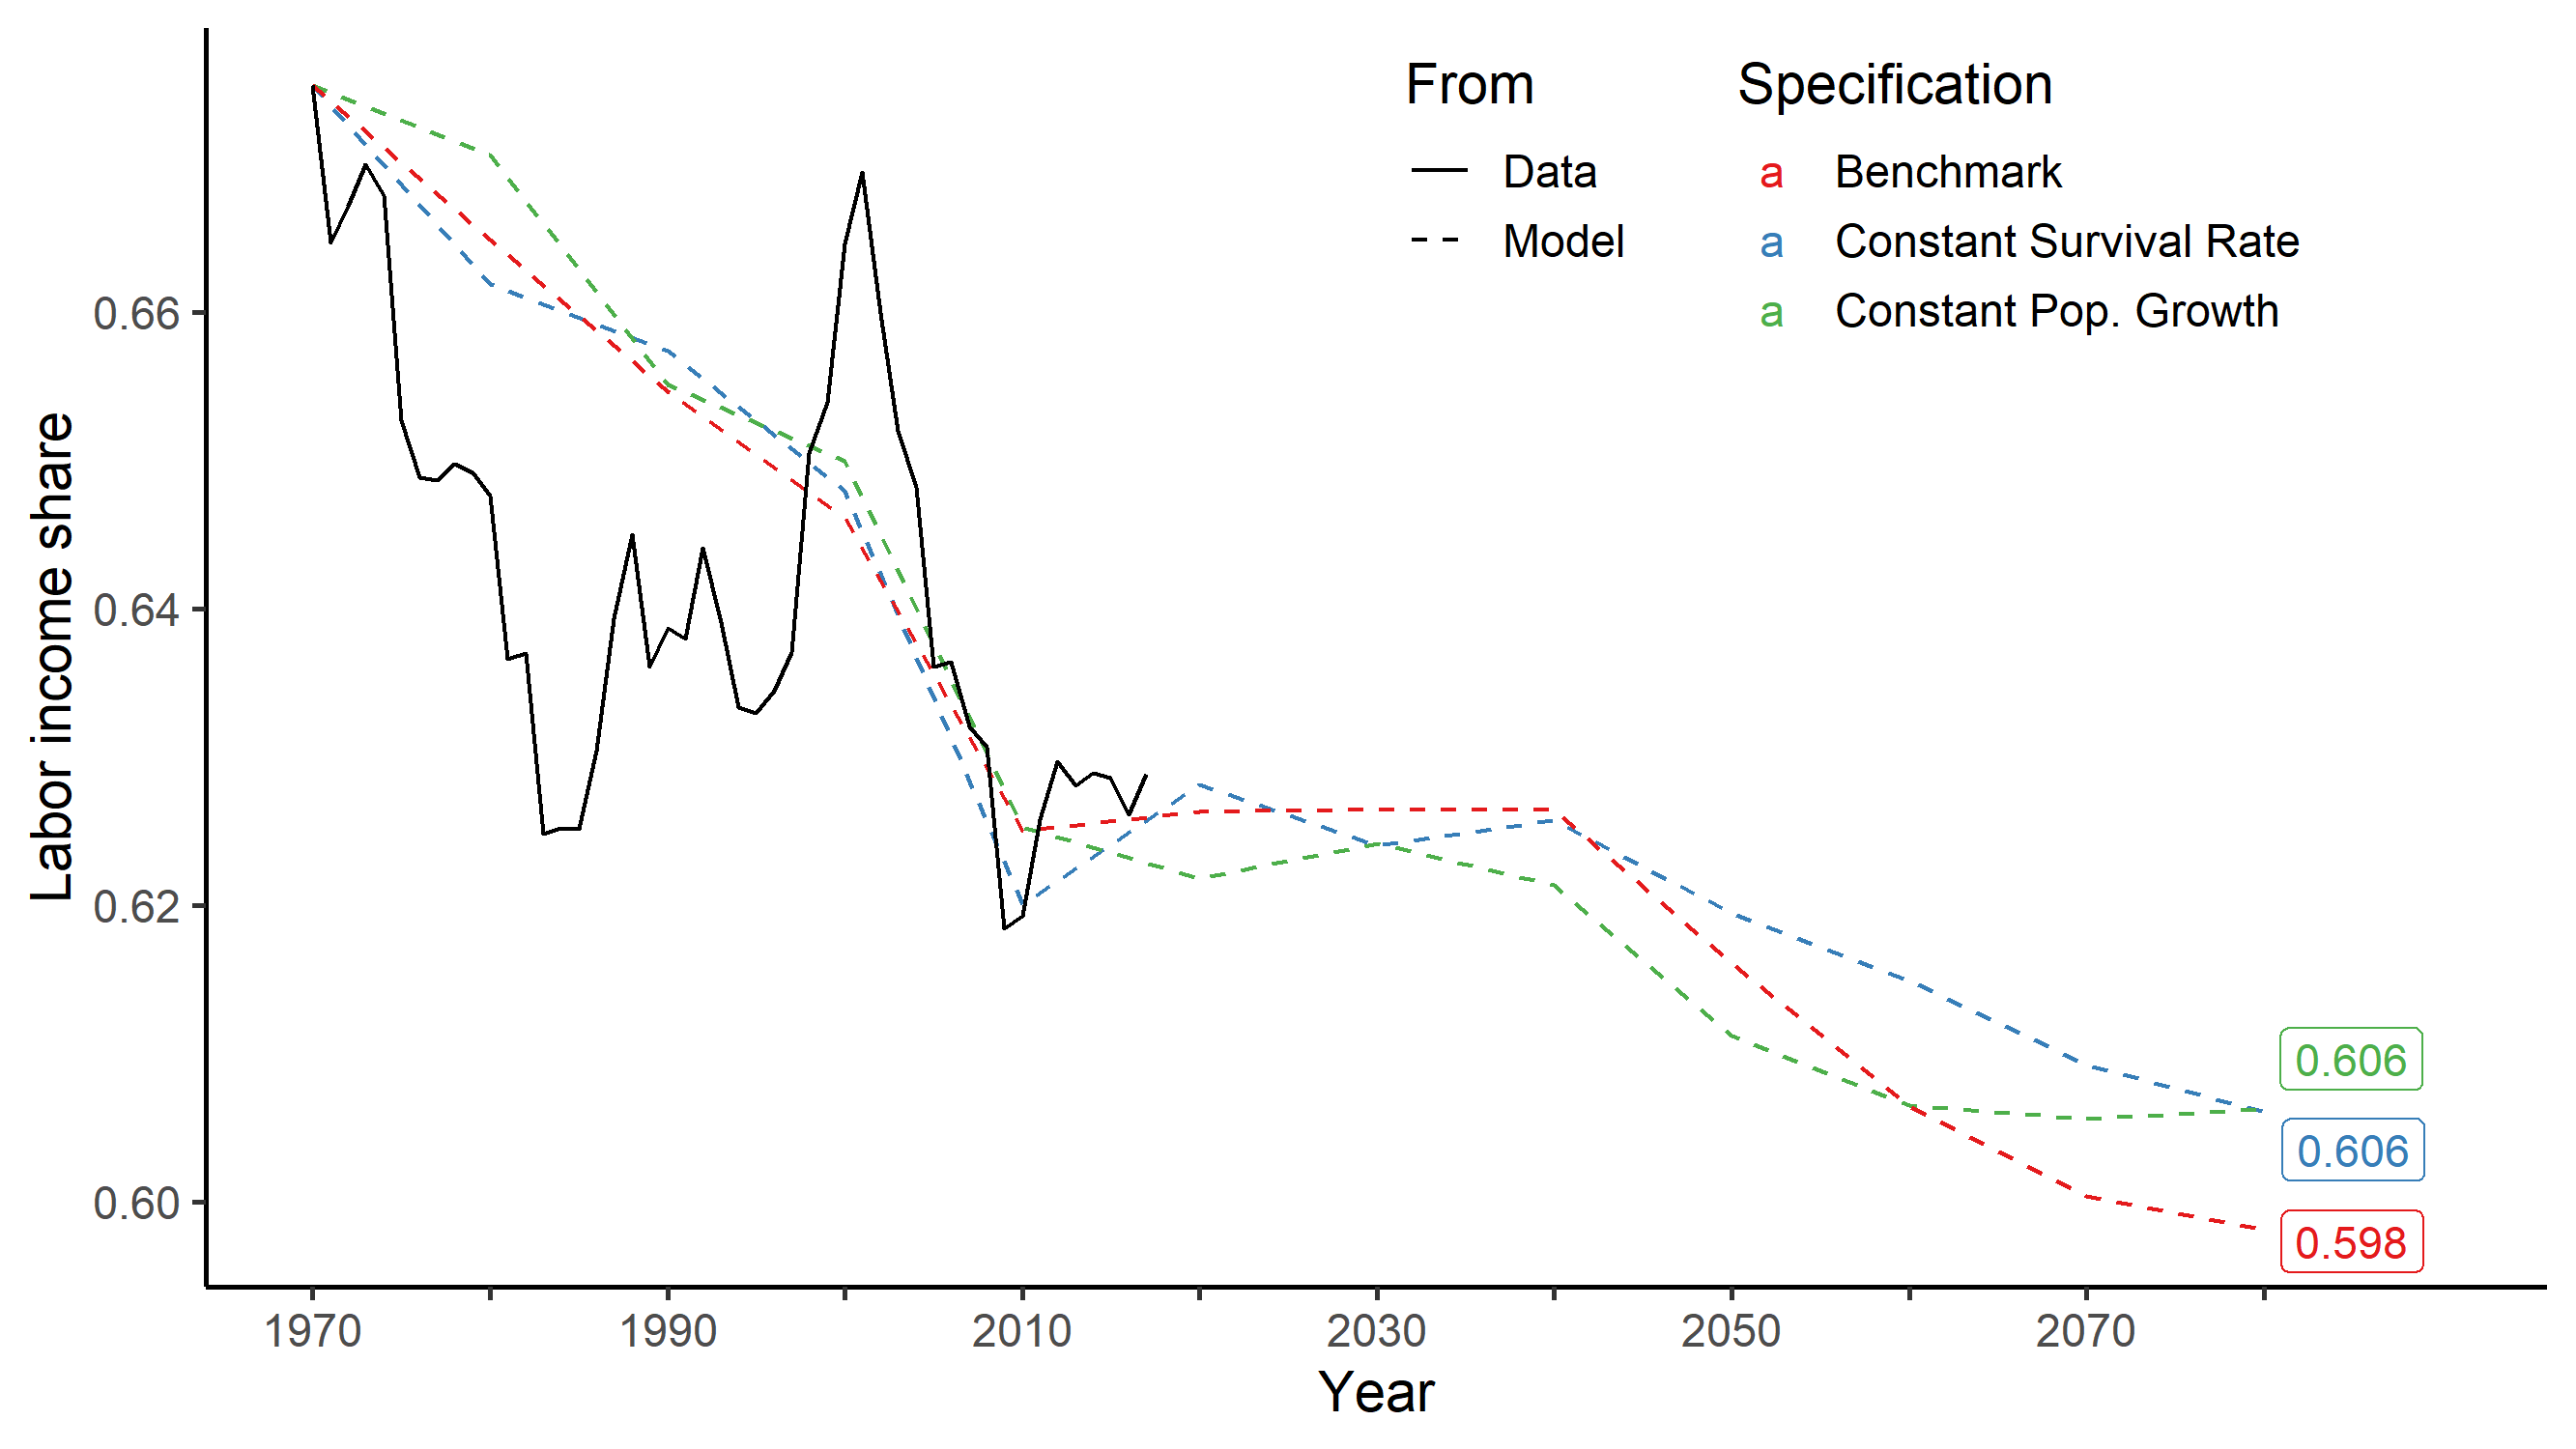 From
Data
Model
Specification
a Benchmark
a Constant Survival Rate
a Constant Pop. Growth
Labor income share
0.66
0.64
0.62
0.60
0.606
0.606
0.598
1970 1990 2010 2030 2050 2070
Year